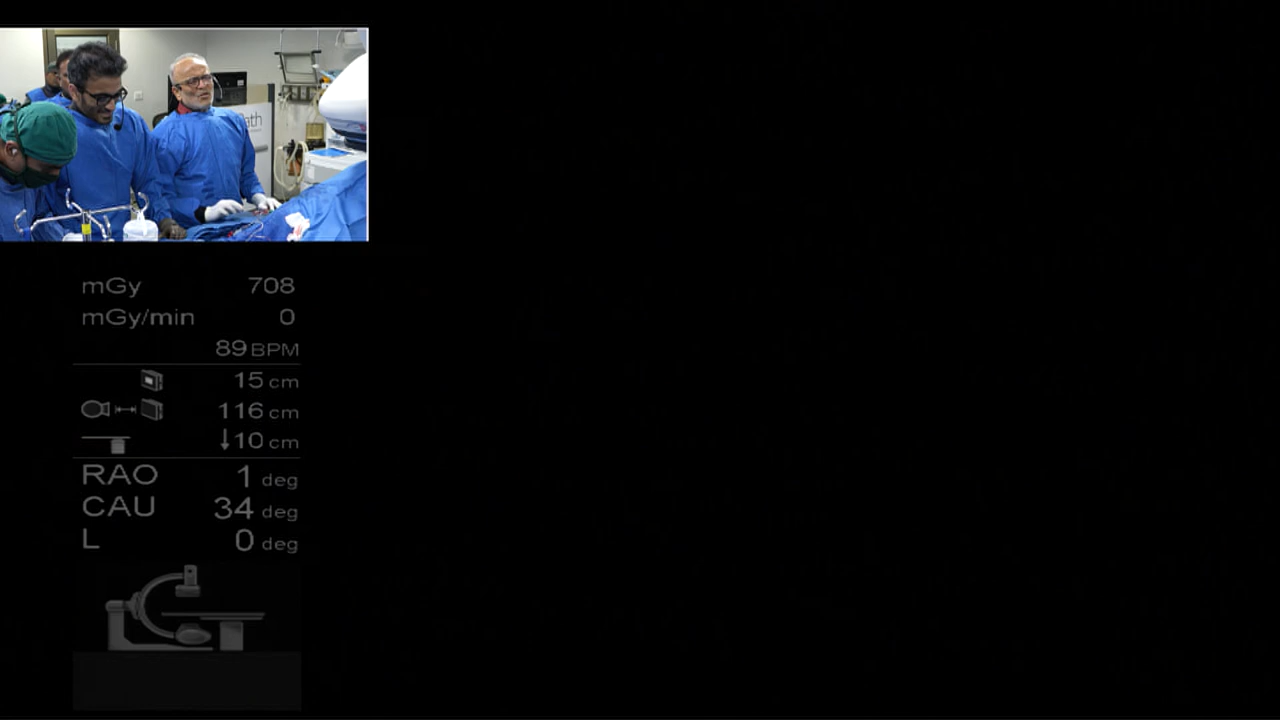 ath
mGy 708
mGy/min 0
89 BPM
15 cm
116 cm
↓10 cm
RAO 1 deg
CAU 34 deg
L 0 deg